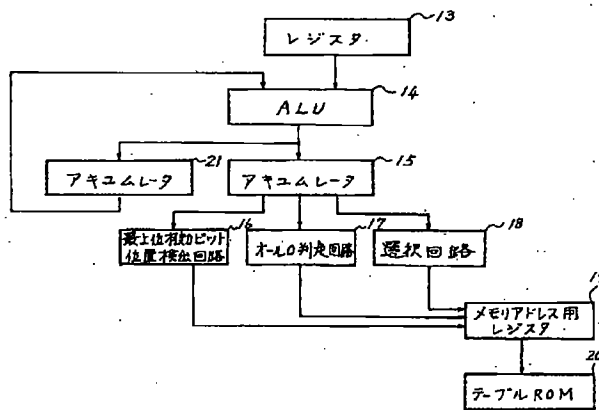 13
レジスタ
14
ALU
21
アキュムレータ
15
アキュムレータ
16
最上位有効ビット
位置検出回路
17
オール0判定回路
18
選択回路
19
メモリアドレス用
レジスタ
20
テーブルROM